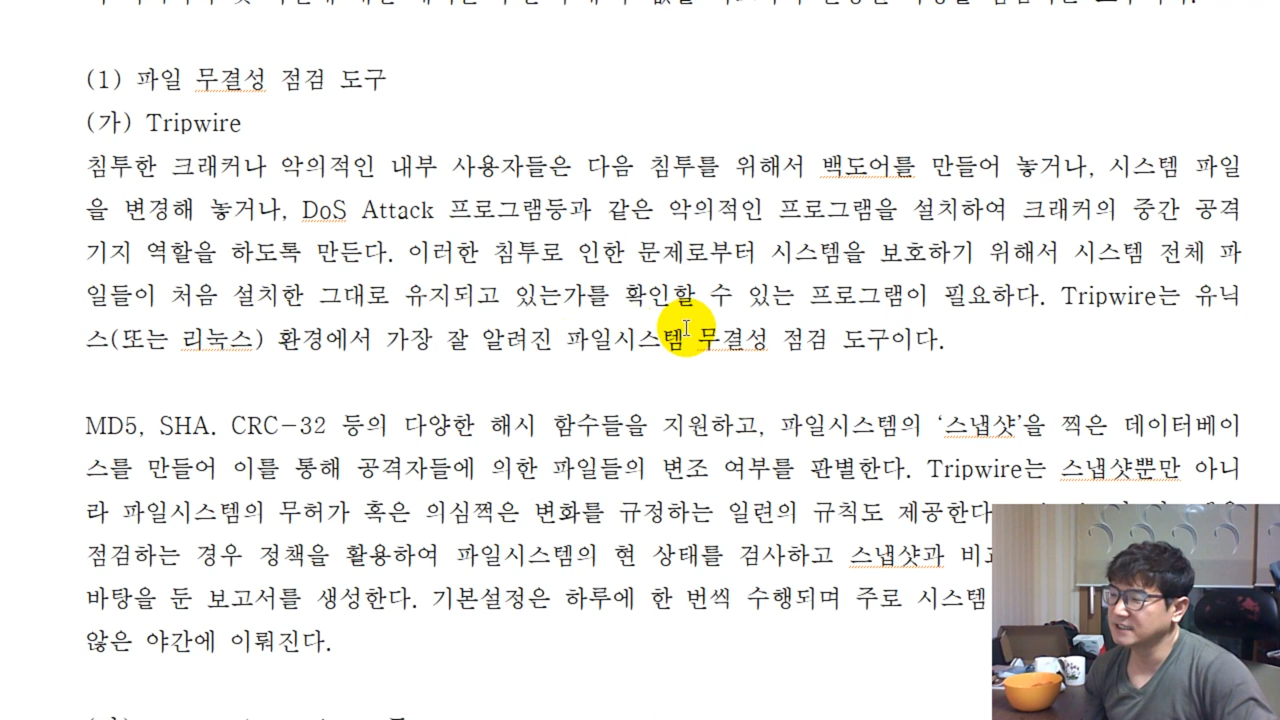 (1) 파일 무결성 점검 도구
(가) Tripwire
침투한 크래커나 악의적인 내부 사용자들은 다음 침투를 위해서 백도어를 만들어 놓거나, 시스템 파일
을 변경해 놓거나, DoS Attack 프로그램등과 같은 악의적인 프로그램을 설치하여 크래커의 중간 공격
기지 역할을 하도록 만든다. 이러한 침투로 인한 문제로부터 시스템을 보호하기 위해서 시스템 전체 파
일들이 처음 설치한 그대로 유지되고 있는가를 확인할 수 있는 프로그램이 필요하다. Tripwire는 유닉
스(또는 리눅스) 환경에서 가장 잘 알려진 파일시스템 무결성 점검 도구이다.
MD5, SHA. CRC-32 등의 다양한 해시 함수들을 지원하고, 파일시스템의 ‘스냅샷’을 찍은 데이터베이
스를 만들어 이를 통해 공격자들에 의한 파일들의 변조 여부를 판별한다. Tripwire는 스냅샷뿐만 아니
라 파일시스템의 무허가 혹은 의심쩍은 변화를 규정하는 일련의 규칙도 제공한다
점검하는 경우 정책을 활용하여 파일시스템의 현 상태를 검사하고 스냅샷과
바탕을 둔 보고서를 생성한다. 기본설정은 하루에 한 번씩 수행되며 주로 시스템
않은 야간에 이뤄진다.